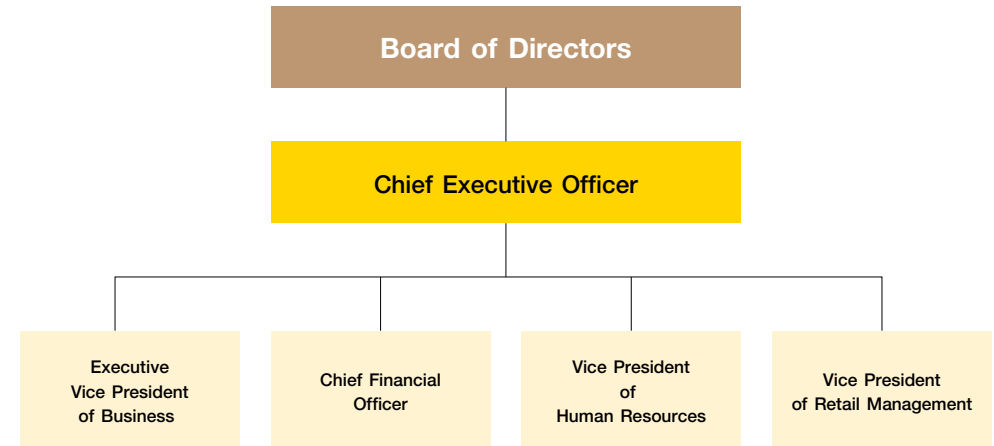 Board of Directors
Chief Executive Officer
Executive
Vice President
of Business
Chief Financial
Officer
Vice President
of
Human Resources
Vice President
of Retail Management